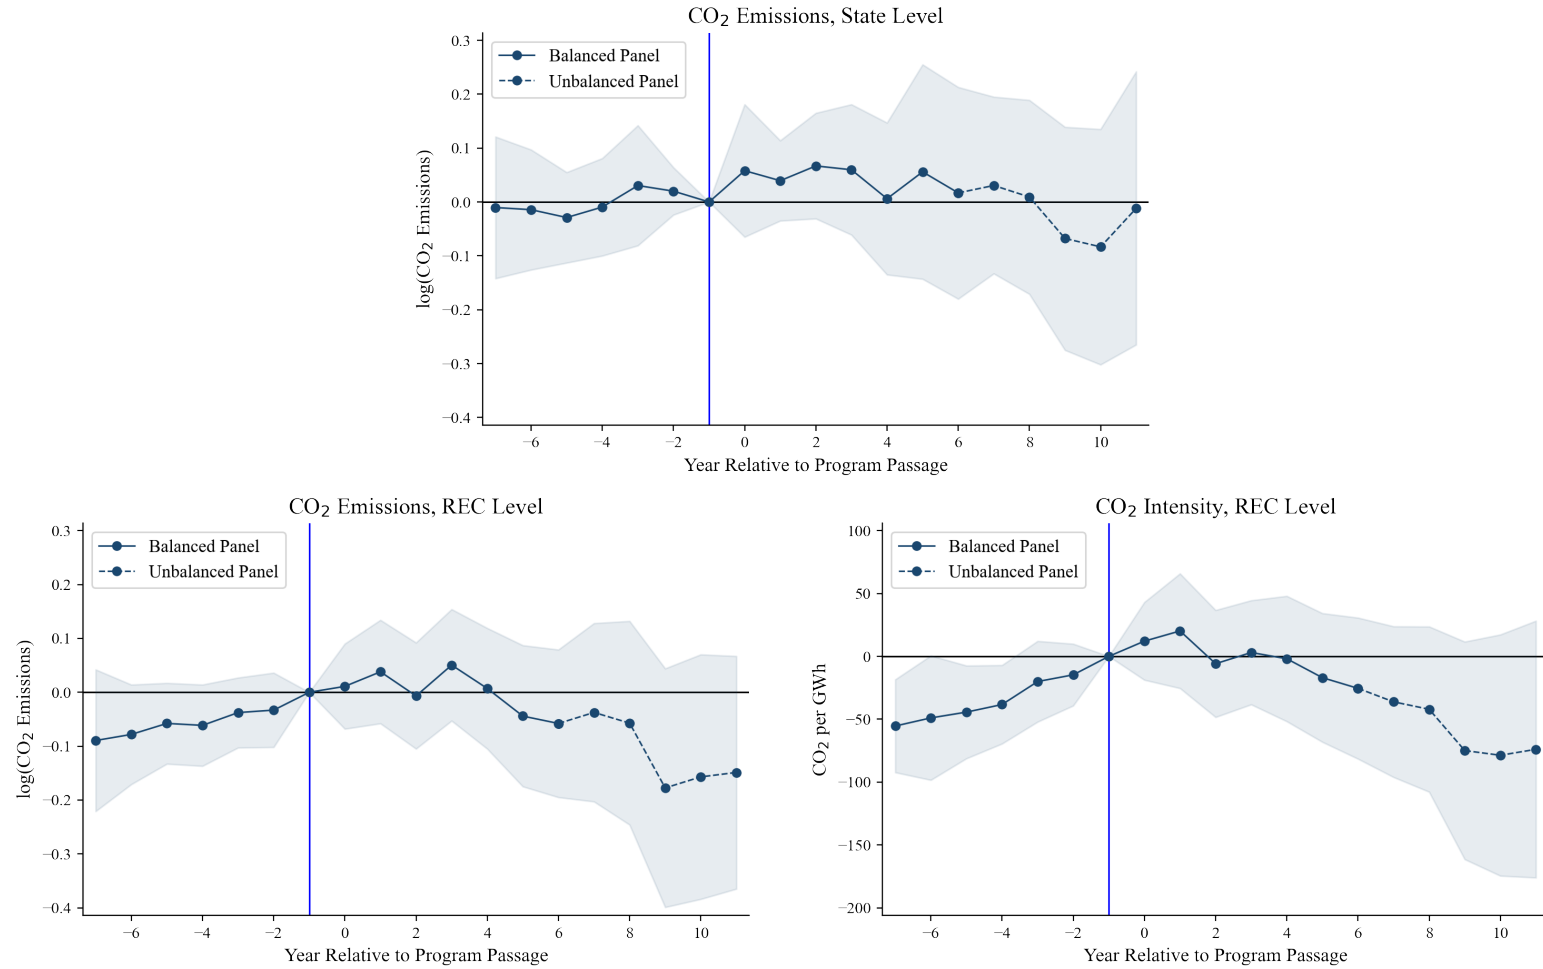 CO₂ Emissions, State Level
Balanced Panel
Unbalanced Panel
log(CO₂ Emissions)
0.3
0.2
0.1
0.0
−0.1
−0.2
−0.3
−0.4
−6 −4 −2 0 2 4 6 8 10
Year Relative to Program Passage
CO₂ Emissions, REC Level
Balanced Panel
Unbalanced Panel
log(CO₂ Emissions)
0.3
0.2
0.1
0.0
−0.1
−0.2
−0.3
−0.4
−6 −4 −2 0 2 4 6 8 10
Year Relative to Program Passage
CO₂ Intensity, REC Level
Balanced Panel
Unbalanced Panel
CO₂ per GWh
100
50
0
−50
−100
−150
−200
−6 −4 −2 0 2 4 6 8 10
Year Relative to Program Passage